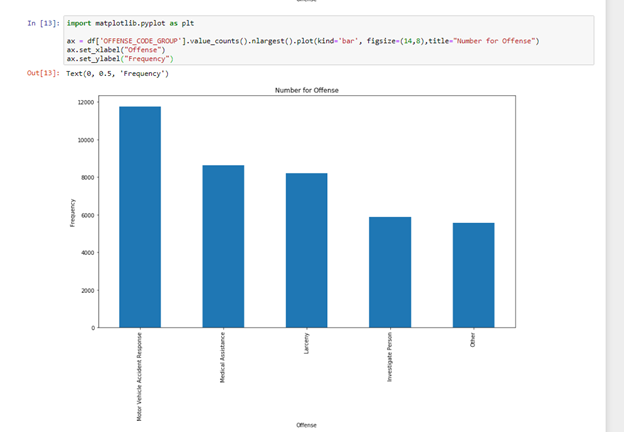 In [13]: import matplotlib.pyplot as plt
ax = df['OFFENSE_CODE_GROUP'].value_counts().nlargest().plot(kind='bar', figsize=(14,8),title="Number for Offense")
ax.set_xlabel("Offense")
ax.set_ylabel("Frequency")
Out[13]: Text(0, 0.5, 'Frequency')
Number for Offense
12000
10000
8000
6000
4000
2000
0
Frequency
Motor Vehicle Accident Response
Medical Assistance
Larceny
Investigate Person
Other
Offense